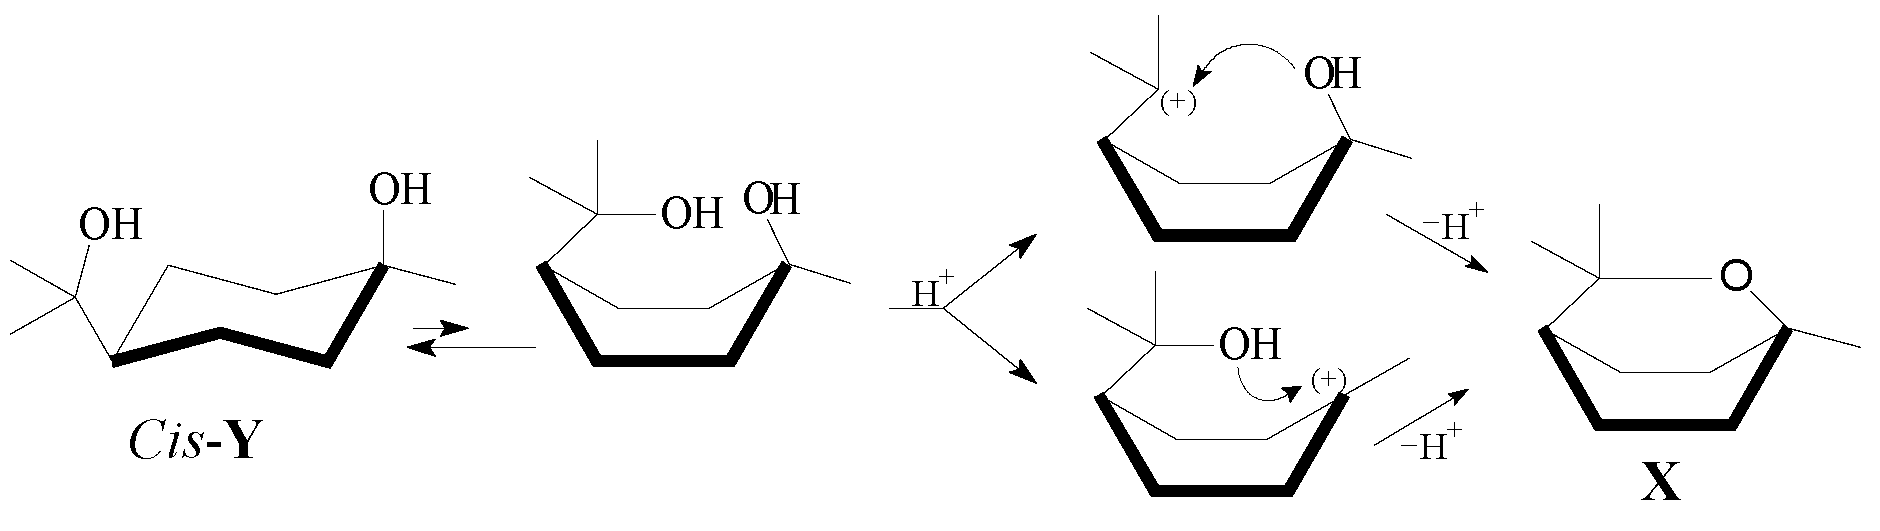 OH
OH
Cis-Y
OH
OH
H+
(+)
OH
OH
(+)
–H+
–H+
O
X